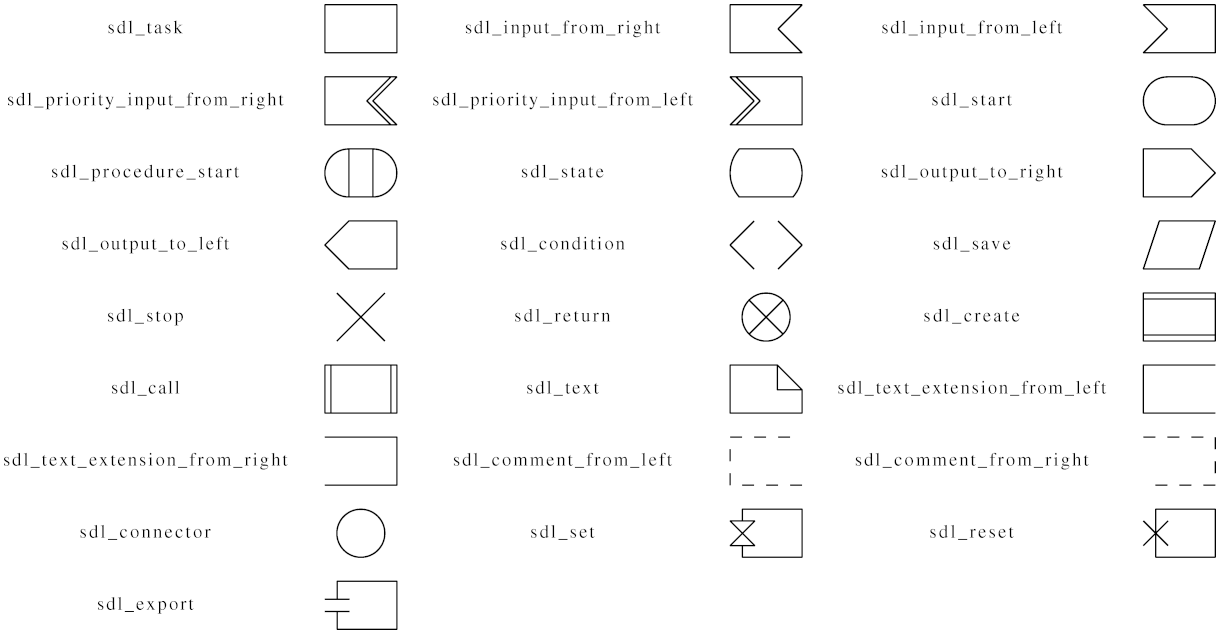 sdl_task sdl_input_from_right sdl_input_from_left
sdl_priority_input_from_right sdl_priority_input_from_left sdl_start
sdl_procedure_start sdl_state sdl_output_to_right
sdl_output_to_left sdl_condition sdl_save
sdl_stop sdl_return sdl_create
sdl_call sdl_text sdl_text_extension_from_left
sdl_text_extension_from_right sdl_comment_from_left sdl_comment_from_right
sdl_connector sdl_set sdl_reset
sdl_export